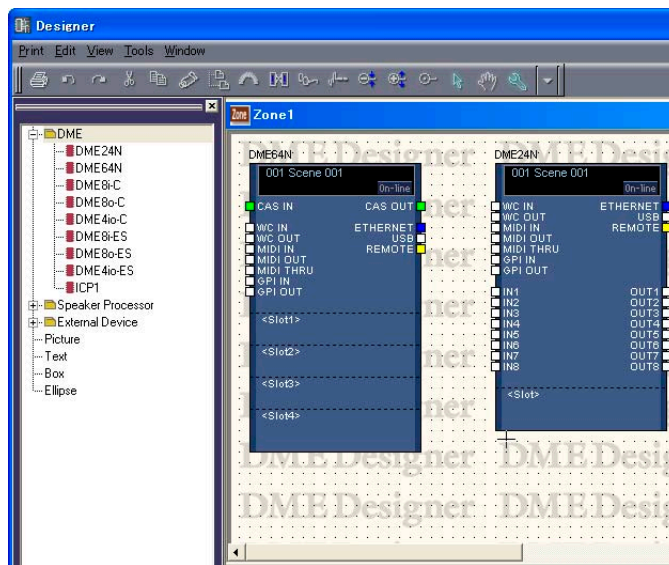 Designer
Print Edit View Tools Window
Zone Zone1
DME
DME24N
DME64N
DME8i-C
DME8o-C
DME4io-C
DME8i-ES
DME8o-ES
DME4io-ES
ICP1
Speaker Processor
External Device
Picture
Text
Box
Ellipse
DME64N
001 Scene 001
On-line
CAS IN CAS OUT
WC IN ETHERNET
WC OUT USB
MIDI IN REMOTE
MIDI OUT
MIDI THRU
GPI IN
GPI OUT
<Slot1>
<Slot2>
<Slot3>
<Slot4>
DME24N
001 Scene 001
On-line
WC IN ETHERNET
WC OUT USB
MIDI IN REMOTE
MIDI OUT
MIDI THRU
GPI IN
GPI OUT
IN1 OUT1
IN2 OUT2
IN3 OUT3
IN4 OUT4
IN5 OUT5
IN6 OUT6
IN7 OUT7
IN8 OUT8
<Slot>
DME Designer DME Desig
DME Designer DME Desig